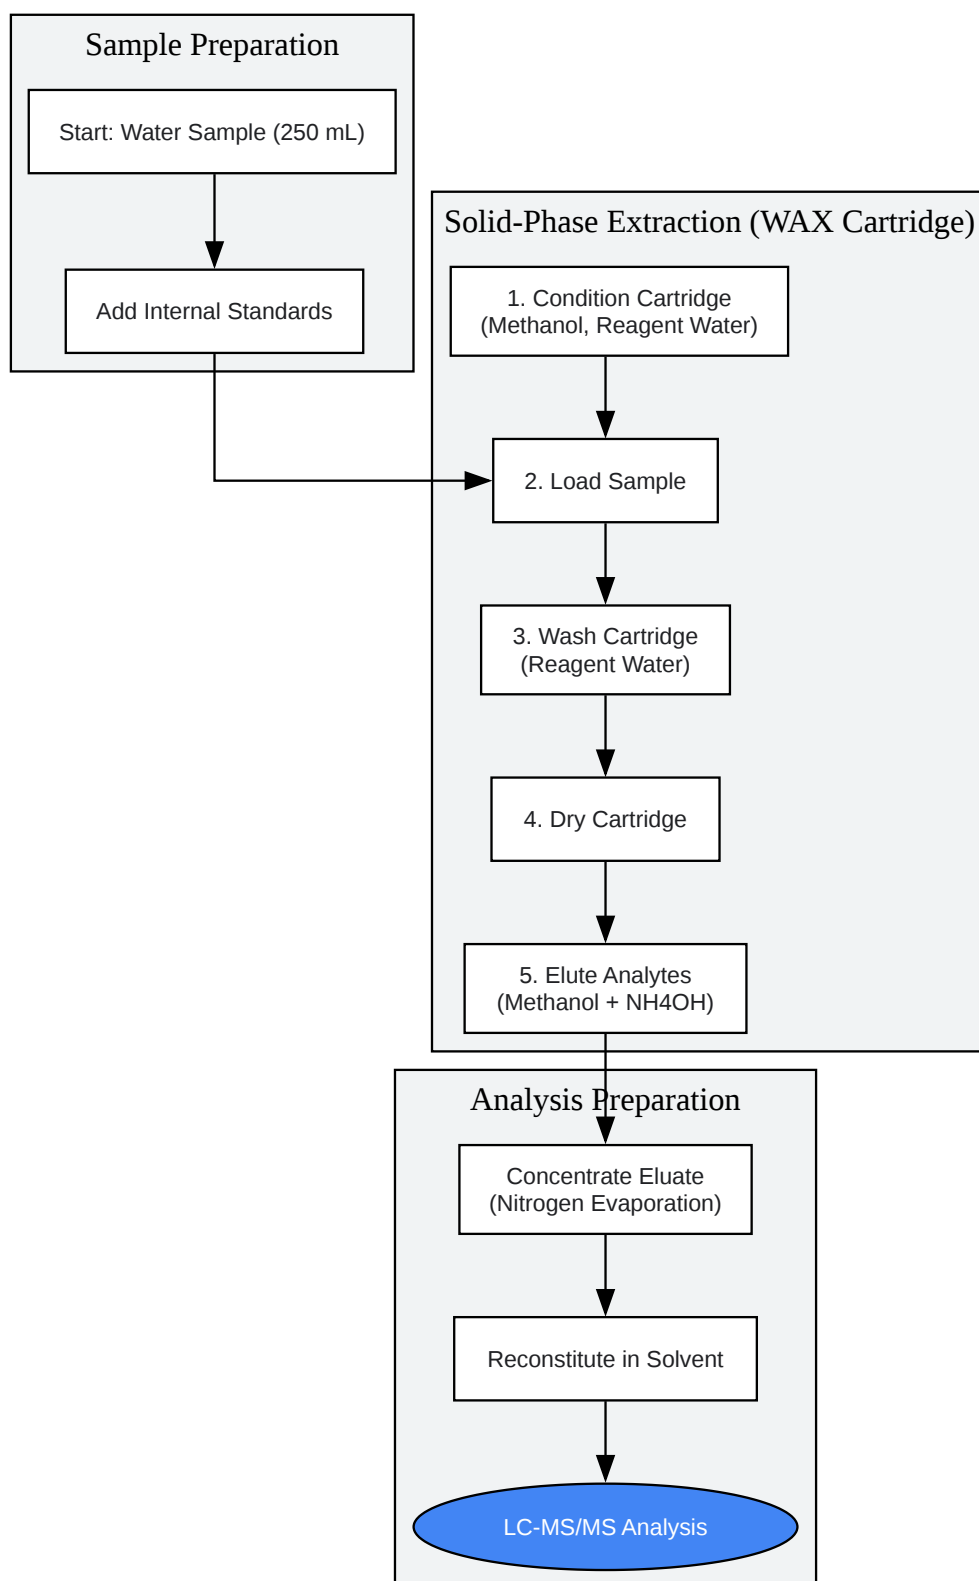 Sample Preparation
Start: Water Sample (250 mL)
Add Internal Standards
Solid-Phase Extraction (WAX Cartridge)
1. Condition Cartridge
(Methanol, Reagent Water)
2. Load Sample
3. Wash Cartridge
(Reagent Water)
4. Dry Cartridge
5. Elute Analytes
(Methanol + NH4OH)
Analysis Preparation
Concentrate Eluate
(Nitrogen Evaporation)
Reconstitute in Solvent
LC-MS/MS Analysis